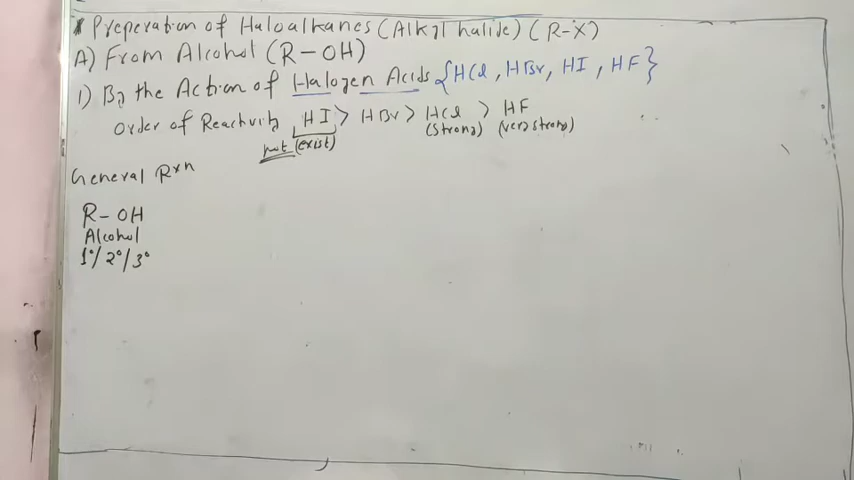 * Preperation of Haloalkanes (Alkyl halide) (R-X)
A) From Alcohol (R-OH)
1) By the Action of Halogen Acids {HCl, HBr, HI, HF}
Order of Reactivity HI > HBr > HCl > HF
not (exist) (Strong) (very strong)
General Rxn
R-OH
Alcohol
1°/2°/3°